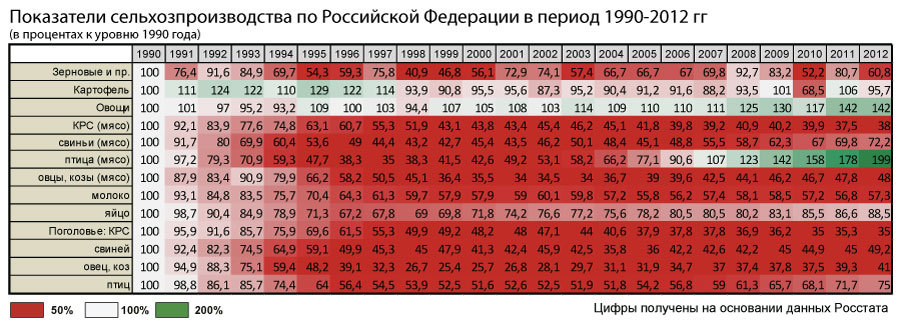 Показатели сельхозпроизводства по Российской Федерации в период 1990-2012 гг
(в процентах к уровню 1990 года)
1990 1991 1992 1993 1994 1995 1996 1997 1998 1999 2000 2001 2002 2003 2004 2005 2006 2007 2008 2009 2010 2011 2012
Зерновые и пр. 100 76,4 91,6 84,9 69,7 54,3 59,3 75,8 40,9 46,8 56,1 72,9 74,1 57,4 66,7 66,7 67 69,8 92,7 83,2 52,2 80,7 60,8
Картофель 100 111 124 122 110 129 122 114 93,9 90,8 95,5 95,6 87,3 95,2 90,4 91,2 91,6 88,2 93,5 101 68,5 106 95,7
Овощи 100 101 97 95,2 93,2 109 100 103 94,4 107 105 108 103 114 109 110 110 111 125 130 117 142 142
КРС (мясо) 100 92,1 83,9 77,6 74,8 63,1 60,7 55,3 51,9 43,1 43,8 43,4 45,4 46,2 45,1 41,8 39,8 39,2 40,9 40,2 39,9 37,5 38
свиньи (мясо) 100 91,7 80 69,9 60,4 53,6 49 44,3 42,7 45,4 43,5 42,2 46,3 50,1 48,4 45,1 48,8 55,5 58,7 62,3 67 69,8 72,2
птица (мясо) 100 97,2 79,3 70,9 59,3 47,7 38,3 35 38,3 41,5 42,6 49,2 53,1 58,2 66,2 77,1 90,6 107 123 142 158 178 199
овцы, козы (мясо) 100 87,9 83,4 90,9 79,9 66,2 58,2 50,5 45,1 36,4 35,5 34 34,5 34 36,7 39 39,6 42,5 44,1 46,2 46,7 47,8 48
молоко 100 93,1 84,8 83,5 75,7 70,4 64,3 61,3 59,7 57,9 57,9 59 60,1 59,8 57,2 55,8 56,2 57,4 58,1 58,5 57,2 56,8 57,3
яйцо 100 98,7 90,4 84,9 78,9 71,3 67,2 67,8 69 69,8 71,8 74,2 76,6 77,2 75,6 78,2 80,5 80,5 80,2 83,1 85,5 86,6 88,5
Поголовье: КРС 100 95,9 91,6 85,7 75,9 69,6 61,5 55,3 49,9 49,2 48,2 48 47,1 44 40,6 37,9 37,8 37,8 36,9 36,2 35 35,3 35
свиней 100 92,4 82,3 74,5 64,9 59,1 49,9 45,3 45 47,9 41,3 42,4 45,9 42,5 35,8 36 42,2 42,6 42,2 45 44,9 45 49,2
овец, коз 100 94,9 88,3 75,1 59,4 48,2 39,1 32,3 26,7 25,4 25,7 26,8 28,1 29,7 31,1 31,9 34,7 37 37,4 37,8 37,5 39,3 41
птиц 100 98,8 86,1 85,7 74,4 64 56,4 54,5 53,9 52,5 51,6 52,6 52,5 51,9 51,8 54,2 56,8 59 61,3 65,7 68,1 71,7 75
50% 100% 200% Цифры получены на основании данных Росстата